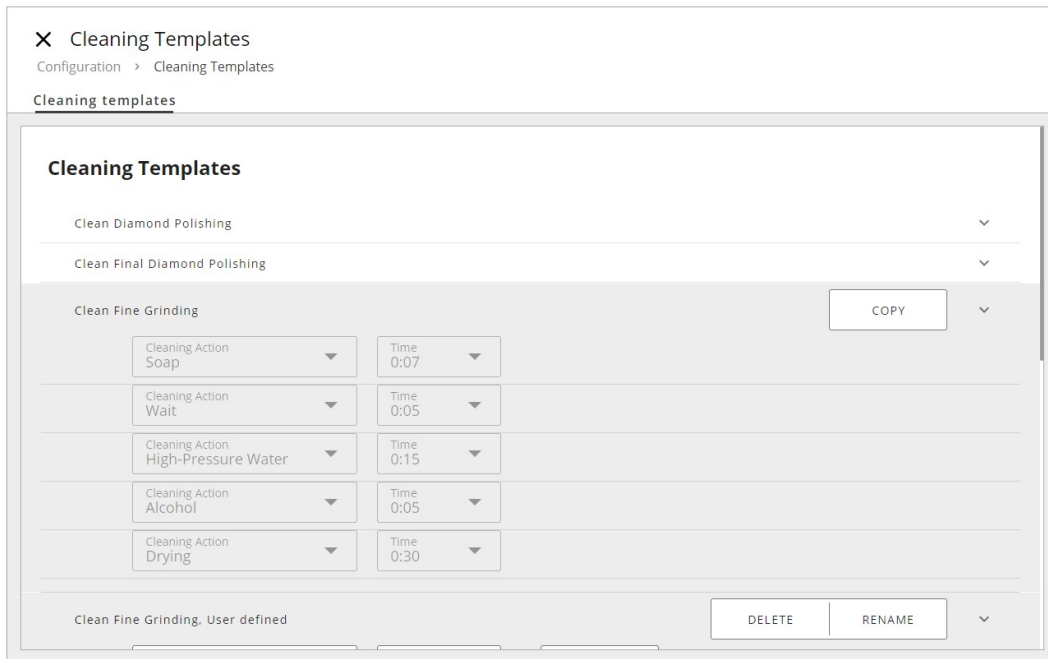 Cleaning Templates
Configuration > Cleaning Templates
Cleaning templates
Cleaning Templates
Clean Diamond Polishing
Clean Final Diamond Polishing
Clean Fine Grinding COPY
Cleaning Action Time
Soap 0:07
Cleaning Action Time
Wait 0:05
Cleaning Action Time
High-Pressure Water 0:15
Cleaning Action Time
Alcohol 0:05
Cleaning Action Time
Drying 0:30
Clean Fine Grinding, User defined DELETE RENAME